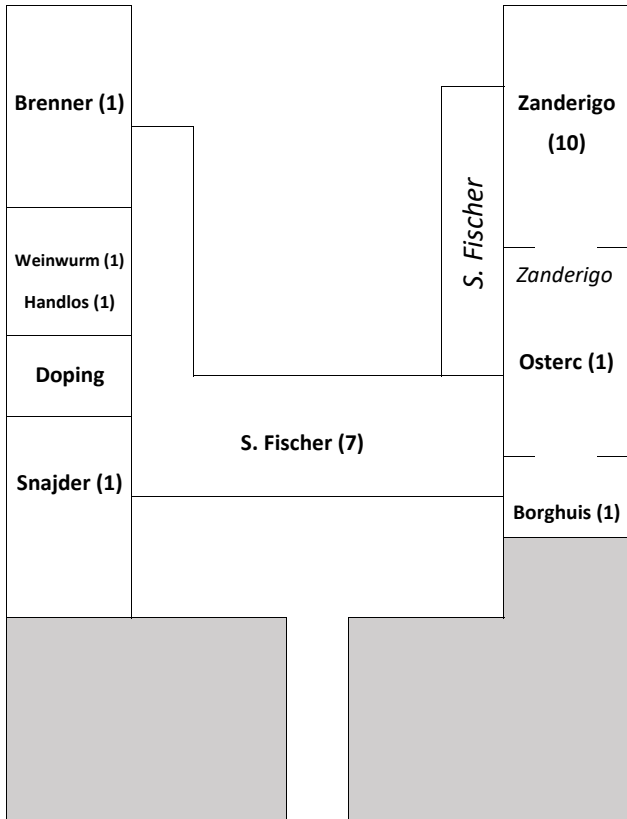 Brenner (1)
Weinwurm (1)
Handlos (1)
Doping
Snajder (1)
S. Fischer (7)
S. Fischer
Zanderigo
(10)
Zanderigo
Osterc (1)
Borghuis (1)